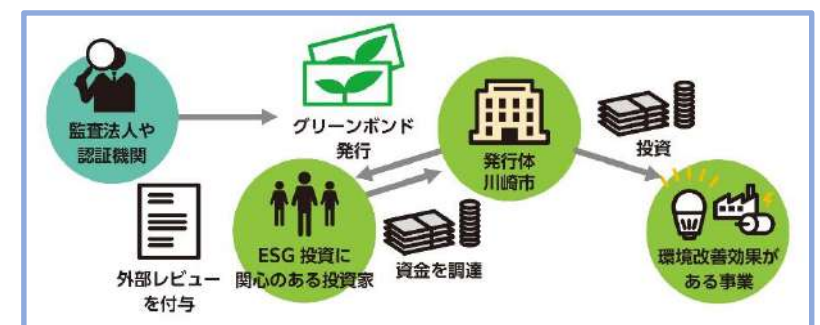 監査法人や
認証機関
グリーンボンド
発行
発行体
川崎市
投資
外部レビュー
を付与
ESG 投資に
関心のある投資家
資金を調達
環境改善効果が
ある事業